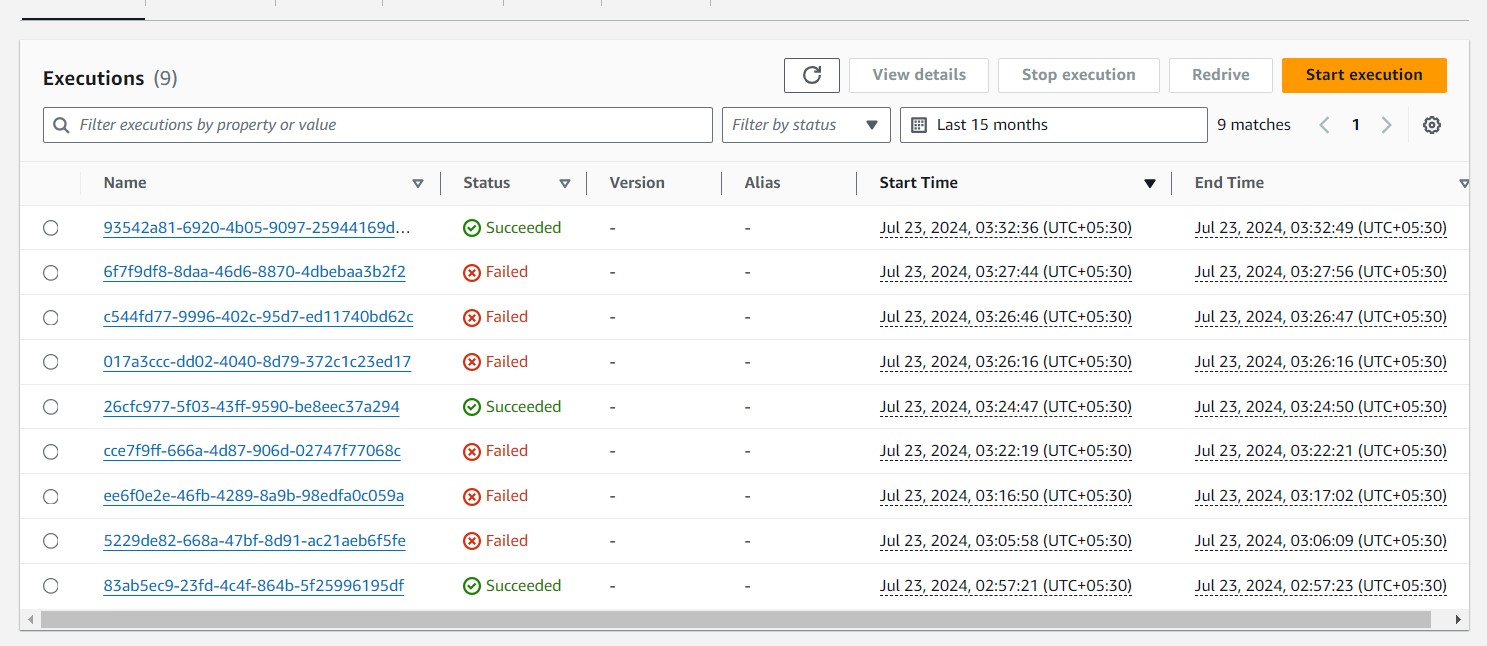 Executions (9)
View details
Stop execution
Redrive
Start execution
Filter executions by property or value
Filter by status
Last 15 months
9 matches
1
Name Status Version Alias Start Time End Time
93542a81-6920-4b05-9097-25944169d... Succeeded - - Jul 23, 2024, 03:32:36 (UTC+05:30) Jul 23, 2024, 03:32:49 (UTC+05:30)
6f7f9df8-8daa-46d6-8870-4dbebaa3b2f2 Failed - - Jul 23, 2024, 03:27:44 (UTC+05:30) Jul 23, 2024, 03:27:56 (UTC+05:30)
c544fd77-9996-402c-95d7-ed11740bd62c Failed - - Jul 23, 2024, 03:26:46 (UTC+05:30) Jul 23, 2024, 03:26:47 (UTC+05:30)
017a3ccc-dd02-4040-8d79-372c1c23ed17 Failed - - Jul 23, 2024, 03:26:16 (UTC+05:30) Jul 23, 2024, 03:26:16 (UTC+05:30)
26cfc977-5f03-43ff-9590-be8eec37a294 Succeeded - - Jul 23, 2024, 03:24:47 (UTC+05:30) Jul 23, 2024, 03:24:50 (UTC+05:30)
cce7f9ff-666a-4d87-906d-02747f77068c Failed - - Jul 23, 2024, 03:22:19 (UTC+05:30) Jul 23, 2024, 03:22:21 (UTC+05:30)
ee6f0e2e-46fb-4289-8a9b-98edfa0c059a Failed - - Jul 23, 2024, 03:16:50 (UTC+05:30) Jul 23, 2024, 03:17:02 (UTC+05:30)
5229de82-668a-47bf-8d91-ac21aeb6f5fe Failed - - Jul 23, 2024, 03:05:58 (UTC+05:30) Jul 23, 2024, 03:06:09 (UTC+05:30)
83ab5ec9-23fd-4c4f-864b-5f25996195df Succeeded - - Jul 23, 2024, 02:57:21 (UTC+05:30) Jul 23, 2024, 02:57:23 (UTC+05:30)